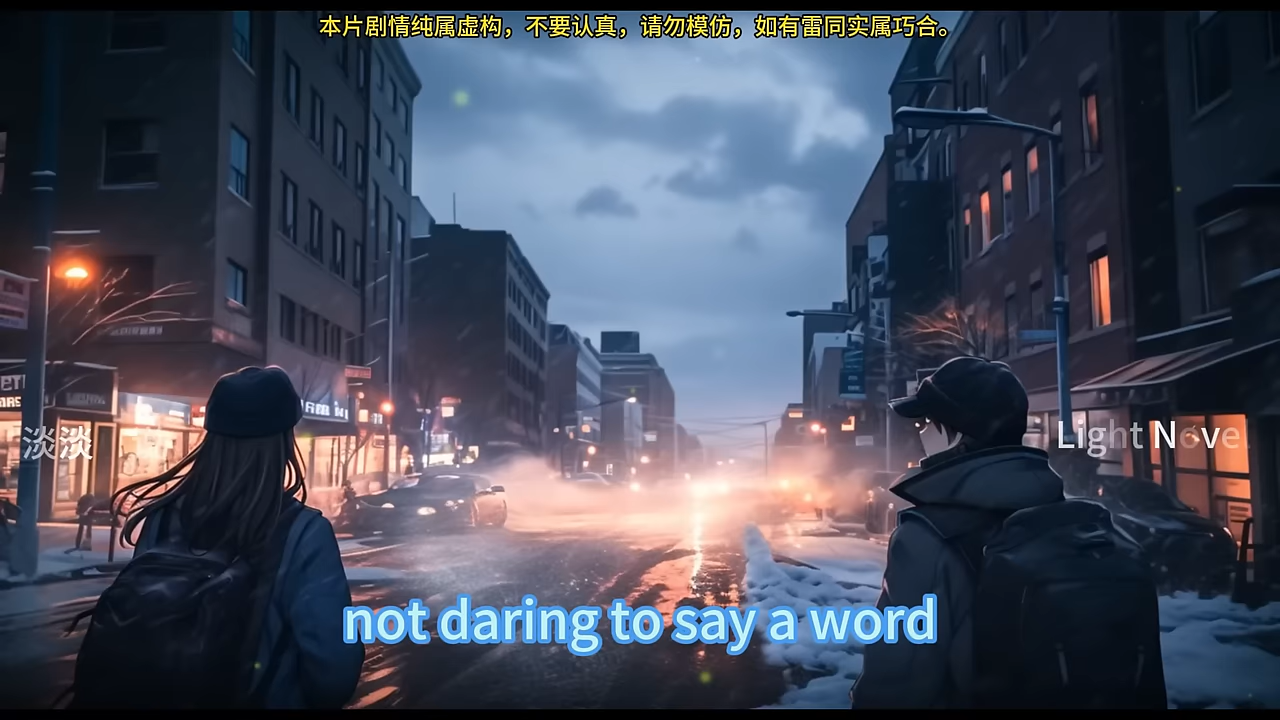 本片剧情纯属虚构，不要认真，请勿模仿，如有雷同实属巧合。
淡淡
Light Nove
not daring to say a word